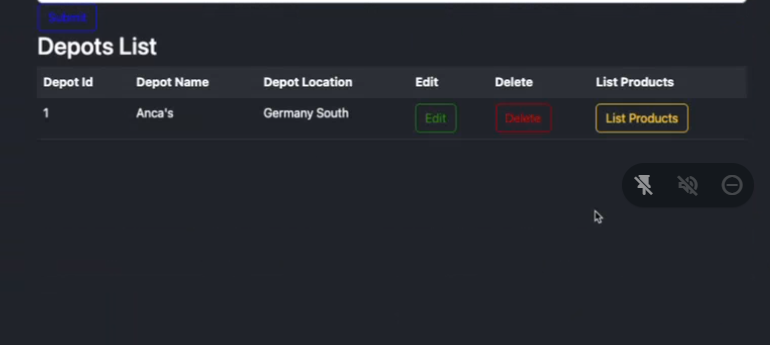 Submit
Depots List
Depot Id Depot Name Depot Location Edit Delete List Products
1 Anca's Germany South Edit Delete List Products